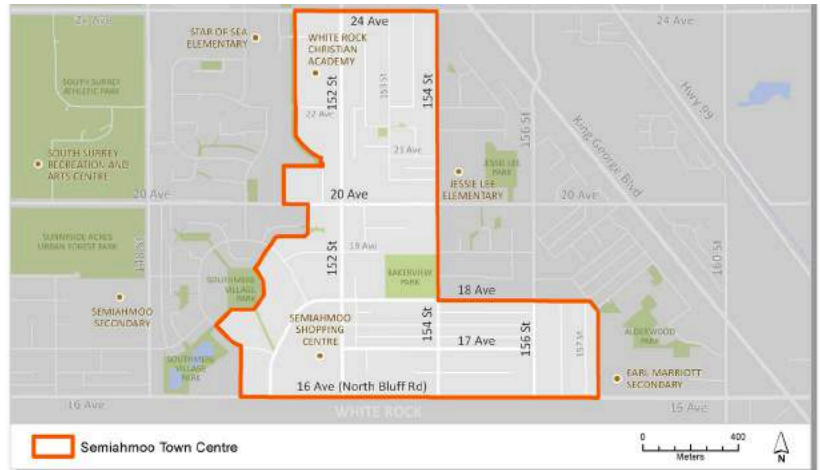 24 Ave
24 Ave
24 Ave
STAR OF SEA
ELEMENTARY
WHITE ROCK
CHRISTIAN
ACADEMY
SOUTH SURREY
ATHLETIC PARK
152 St
153 St
154 St
Hwy 99
22 Ave
King George Blvd
156 St
21 Ave
SOUTH SURREY
RECREATION AND
ARTS CENTRE
JESSIE LEE
PARK
JESSIE LEE
ELEMENTARY
20 Ave
20 Ave
20 Ave
SUNNYSIDE ACRES
URBAN FOREST PARK
148 St
152 St
19 Ave
160 St
BAKERVIEW
PARK
SOUTHMERE
VILLAGE
PARK
18 Ave
SEMIAHMOO
SECONDARY
SEMIAHMOO
SHOPPING
CENTRE
154 St
17 Ave
156 St
157 St
ALDERWOOD
PARK
SOUTHMERE
VILLAGE
PARK
EARL MARRIOTT
SECONDARY
16 Ave (North Bluff Rd)
16 Ave
WHITE ROCK
16 Ave
Semiahmoo Town Centre
0 400
Meters
N